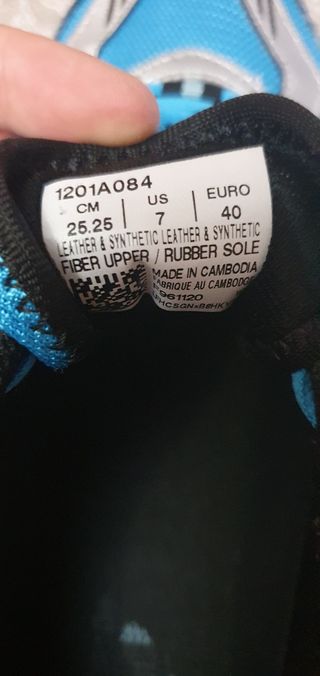 1201A084
CM | US | EURO
25.25 | 7 | 40
LEATHER & SYNTHETIC LEATHER & SYNTHETIC
FIBER UPPER / RUBBER SOLE
MADE IN CAMBODIA
FABRIQUE AU CAMBODGE
961120